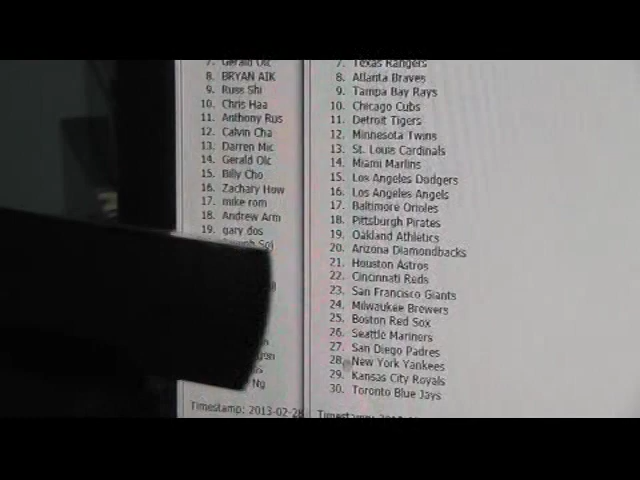 7. Gerald Olc
8. BRYAN AIK
9. Russ Shi
10. Chris Haa
11. Anthony Rus
12. Calvin Cha
13. Darren Mic
14. Gerald Olc
15. Billy Cho
16. Zachary How
17. mike rom
18. Andrew Arm
19. gary dos
Ng
Timestamp: 2013-02-28
7. Texas Rangers
8. Atlanta Braves
9. Tampa Bay Rays
10. Chicago Cubs
11. Detroit Tigers
12. Minnesota Twins
13. St. Louis Cardinals
14. Miami Marlins
15. Los Angeles Dodgers
16. Los Angeles Angels
17. Baltimore Orioles
18. Pittsburgh Pirates
19. Oakland Athletics
20. Arizona Diamondbacks
21. Houston Astros
22. Cincinnati Reds
23. San Francisco Giants
24. Milwaukee Brewers
25. Boston Red Sox
26. Seattle Mariners
27. San Diego Padres
28. New York Yankees
29. Kansas City Royals
30. Toronto Blue Jays